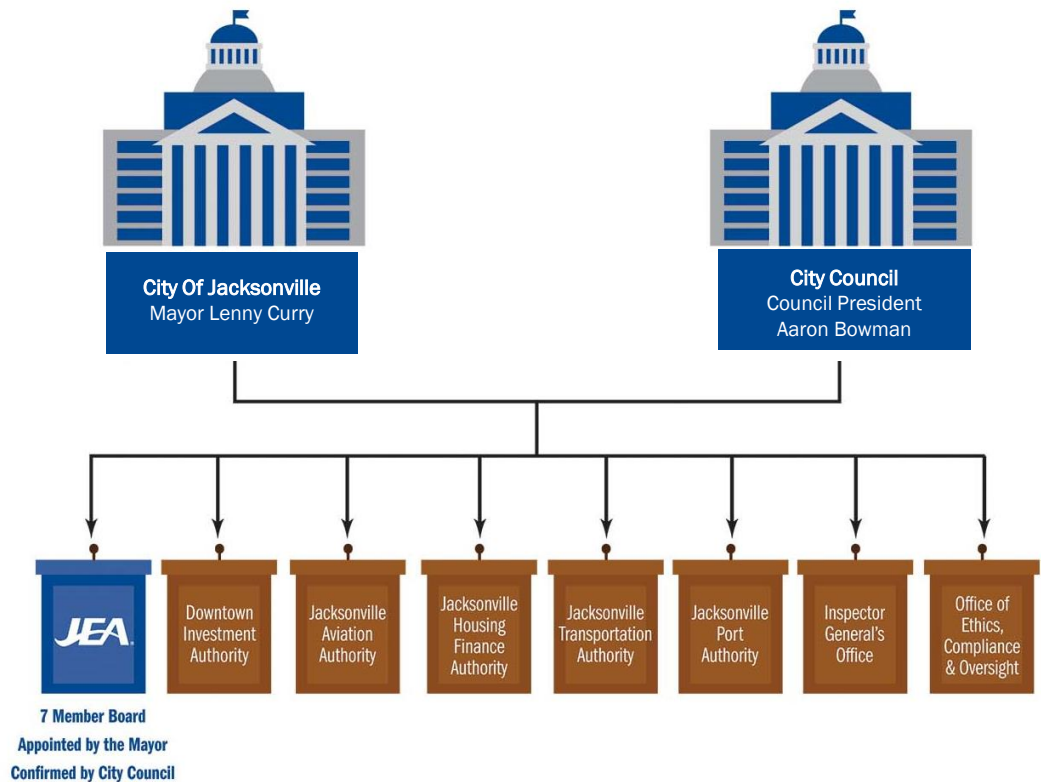 City Of Jacksonville
Mayor Lenny Curry
City Council
Council President
Aaron Bowman
JEA
Downtown
Investment
Authority
Jacksonville
Aviation
Authority
Jacksonville
Housing
Finance
Authority
Jacksonville
Transportation
Authority
Jacksonville
Port
Authority
Inspector
General's
Office
Office of
Ethics,
Compliance
& Oversight
7 Member Board
Appointed by the Mayor
Confirmed by City Council